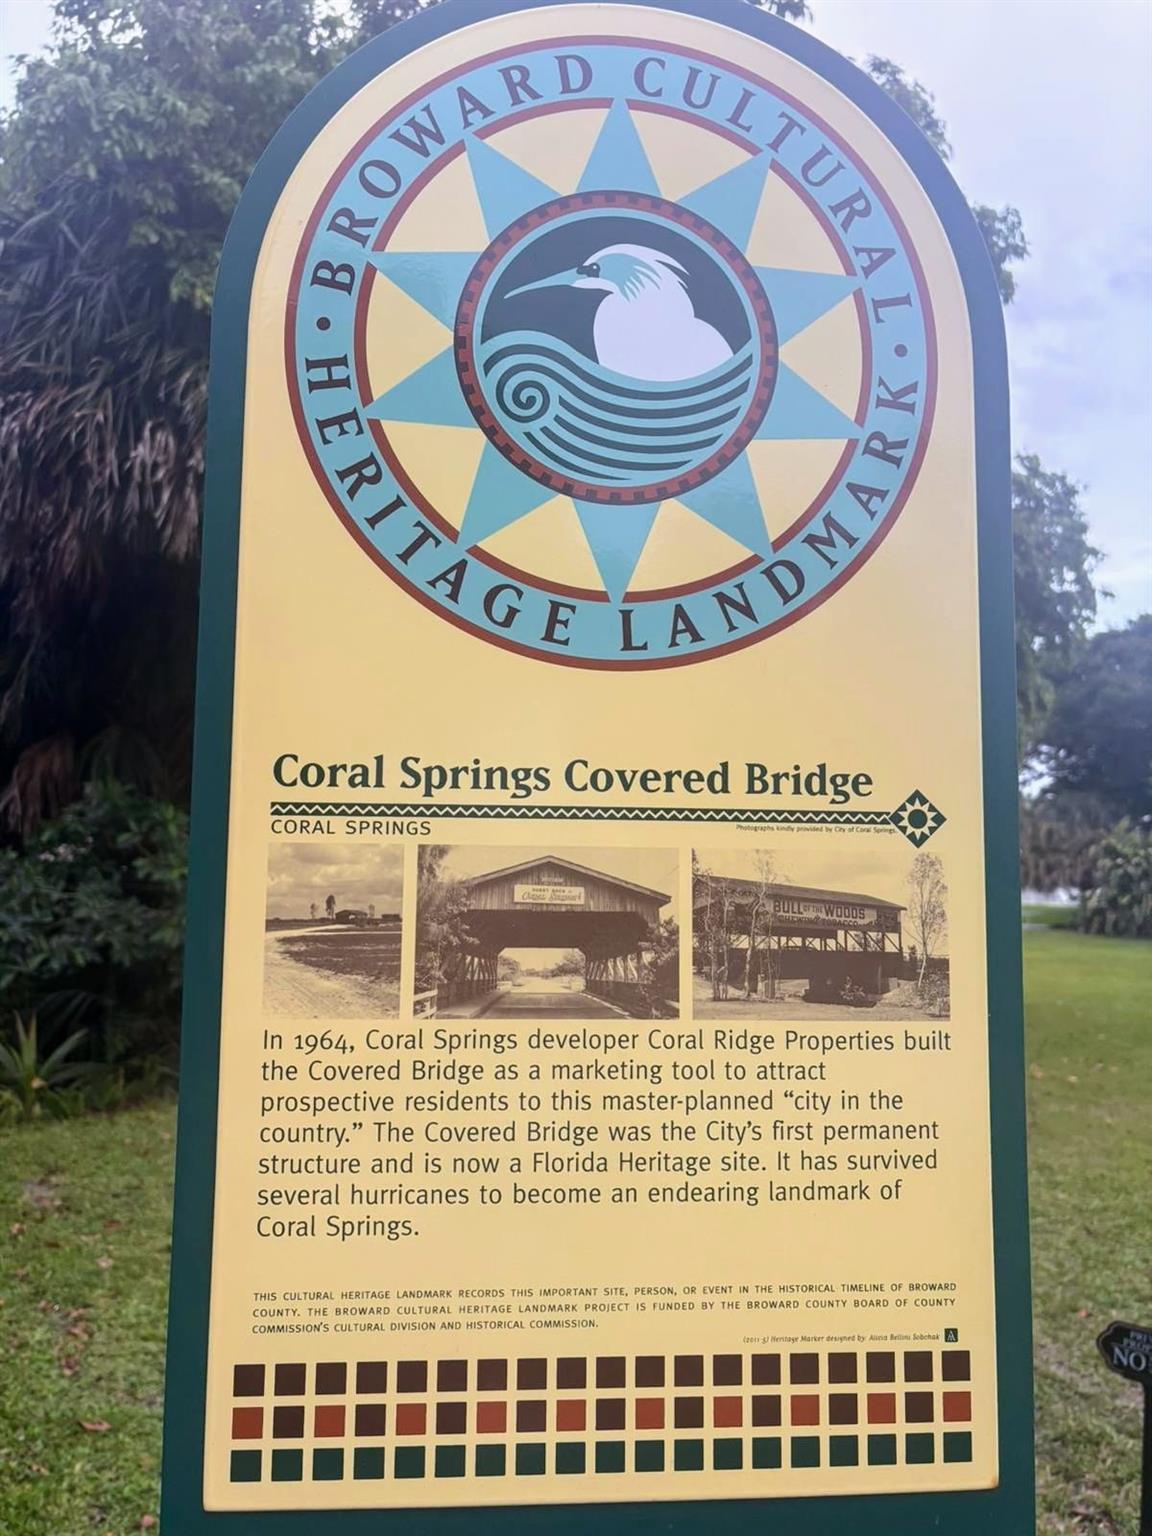 BROWARD CULTURAL
• HERITAGE LANDMARK •
Coral Springs Covered Bridge
CORAL SPRINGS
Photographs kindly provided by City of Coral Springs.
Coral Springs
BULL OF THE WOODS
TOBACCO
In 1964, Coral Springs developer Coral Ridge Properties built
the Covered Bridge as a marketing tool to attract
prospective residents to this master-planned “city in the
country.” The Covered Bridge was the City’s first permanent
structure and is now a Florida Heritage site. It has survived
several hurricanes to become an endearing landmark of
Coral Springs.
THIS CULTURAL HERITAGE LANDMARK RECORDS THIS IMPORTANT SITE, PERSON, OR EVENT IN THE HISTORICAL TIMELINE OF BROWARD
COUNTY. THE BROWARD CULTURAL HERITAGE LANDMARK PROJECT IS FUNDED BY THE BROWARD COUNTY BOARD OF COUNTY
COMMISSION’S CULTURAL DIVISION AND HISTORICAL COMMISSION.
(2011-5) Heritage Marker designed by: Alicia Bellini Sobchak
NO